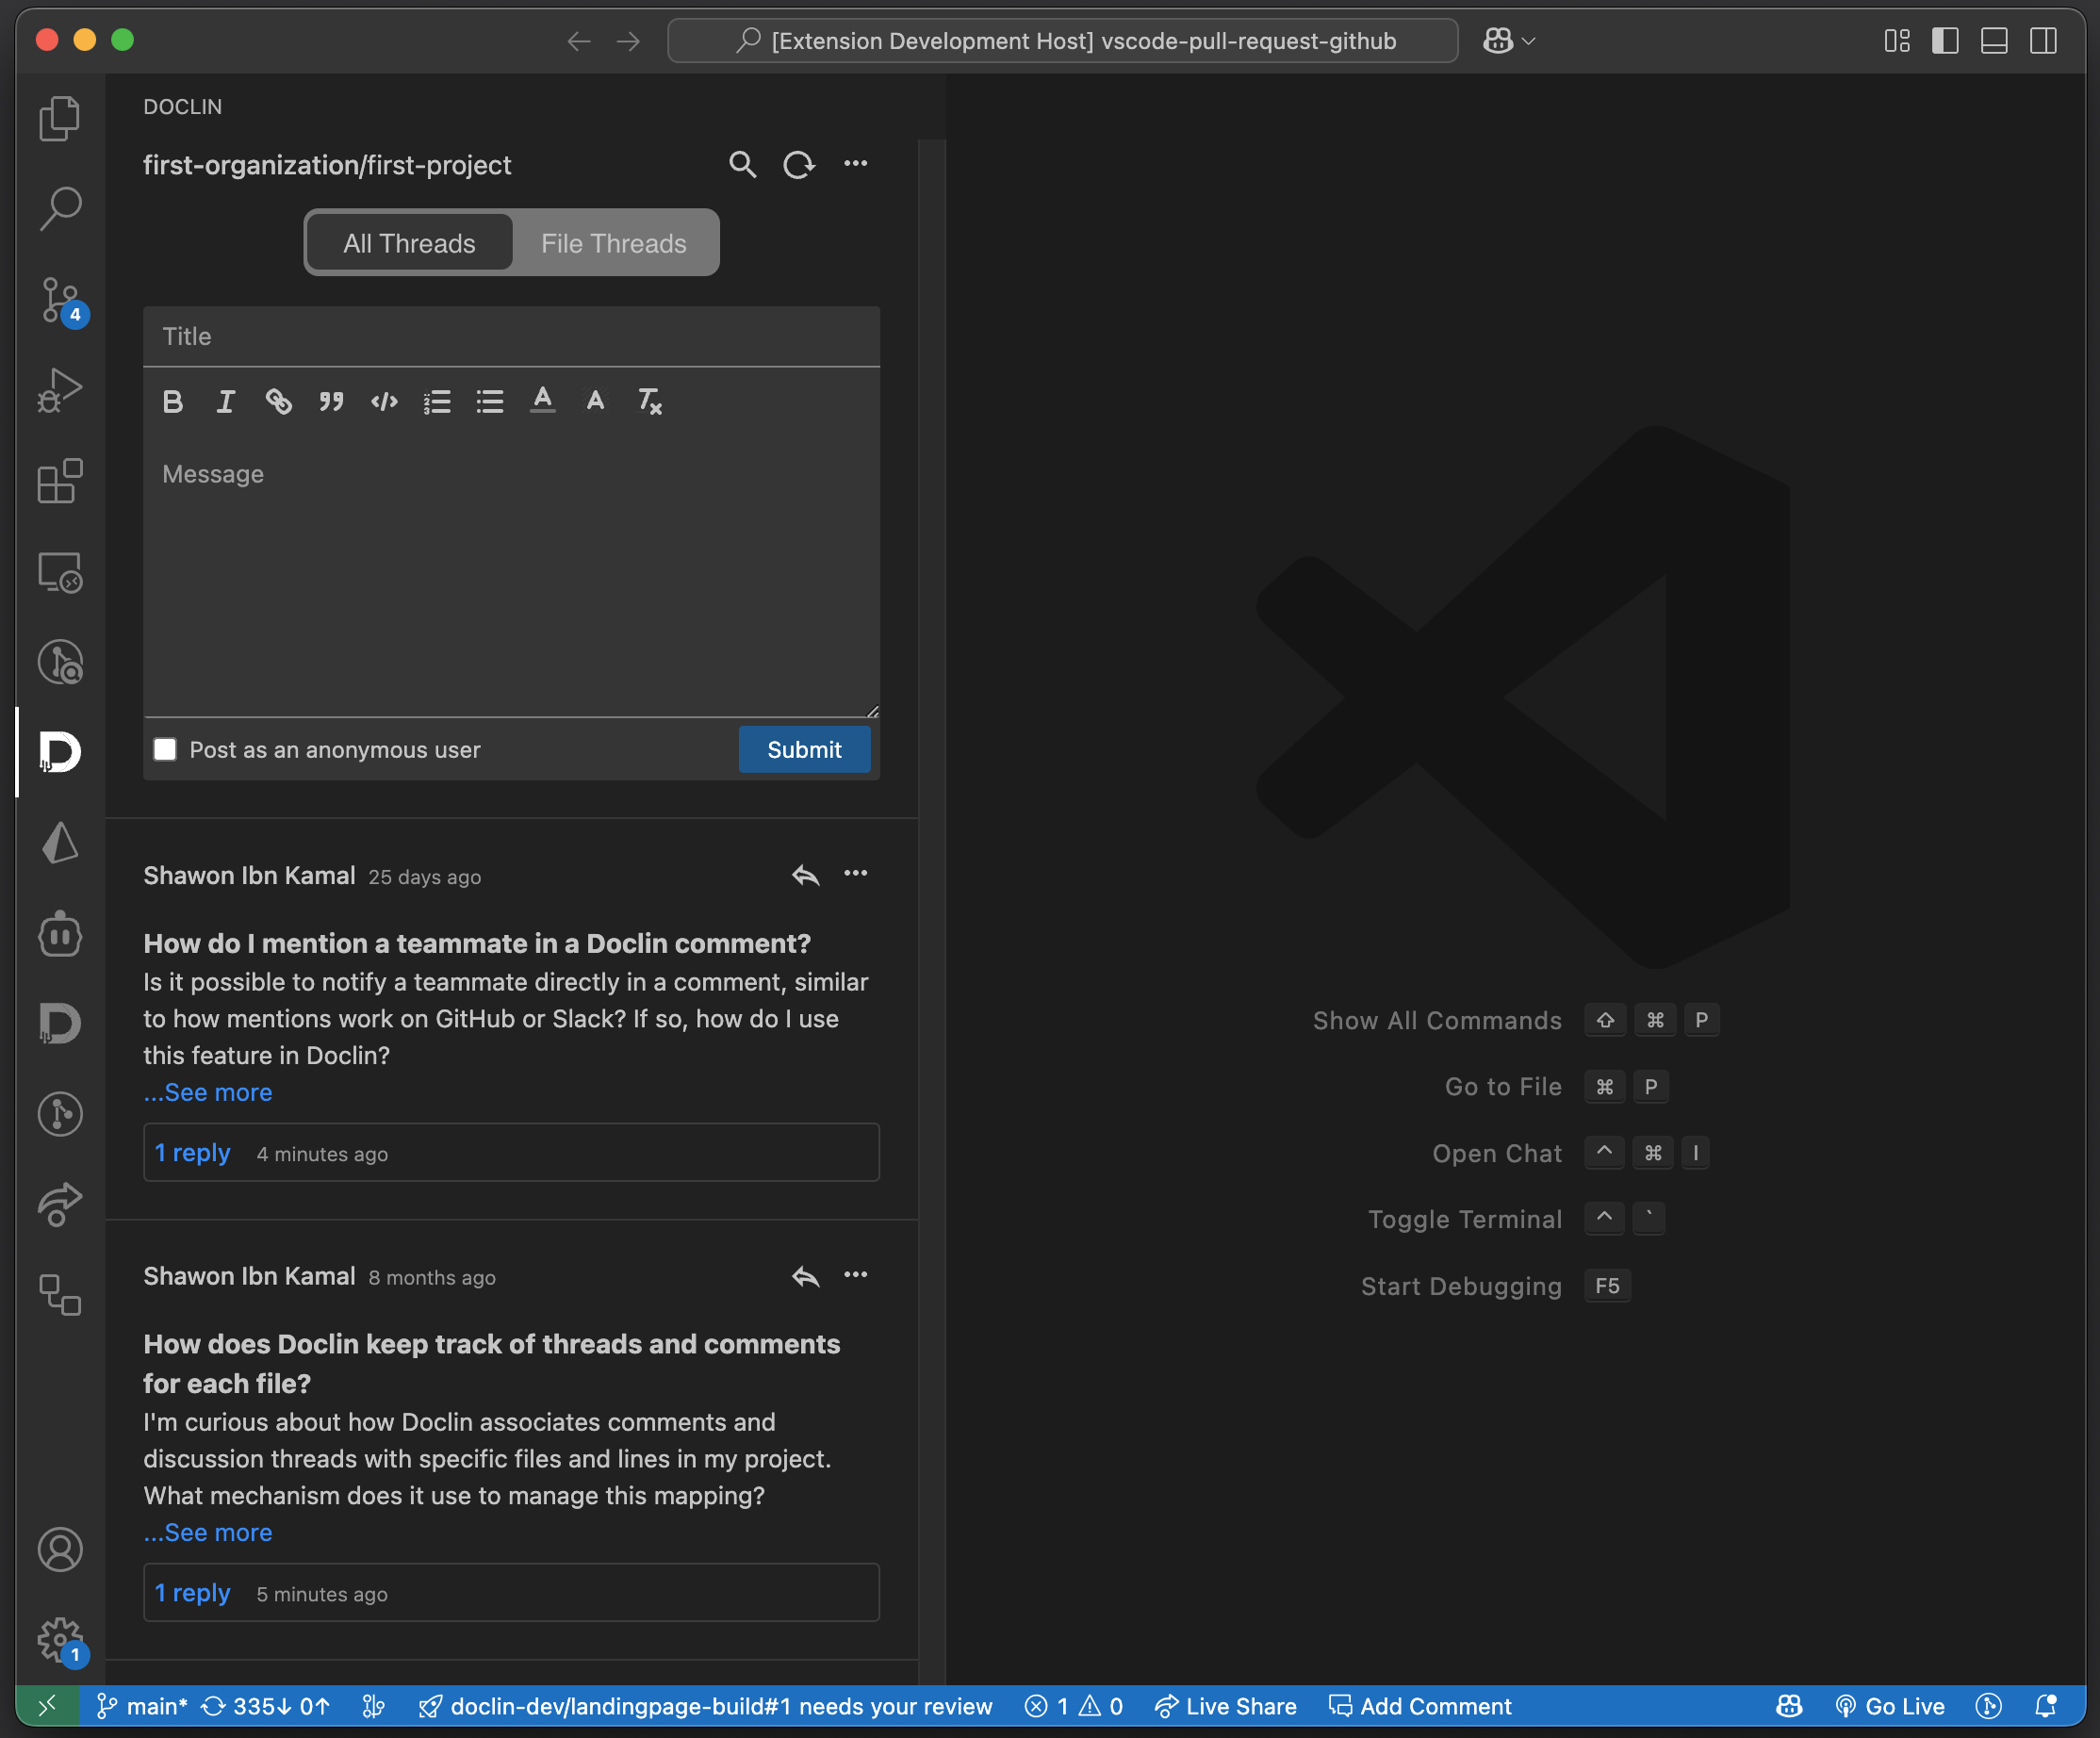 [Extension Development Host] vscode-pull-request-github
DOCLIN
first-organization/first-project
All Threads
File Threads
Title
Message
Post as an anonymous user
Submit
Shawon Ibn Kamal 25 days ago
How do I mention a teammate in a Doclin comment?
Is it possible to notify a teammate directly in a comment, similar
to how mentions work on GitHub or Slack? If so, how do I use
this feature in Doclin?
...See more
1 reply 4 minutes ago
Shawon Ibn Kamal 8 months ago
How does Doclin keep track of threads and comments
for each file?
I'm curious about how Doclin associates comments and
discussion threads with specific files and lines in my project.
What mechanism does it use to manage this mapping?
...See more
1 reply 5 minutes ago
4
1
Show All Commands ⇧ ⌘ P
Go to File ⌘ P
Open Chat ^ ⌘ I
Toggle Terminal ^ `
Start Debugging F5
main* 335↓ 0↑ doclin-dev/landingpage-build#1 needs your review 1 0 Live Share Add Comment Go Live